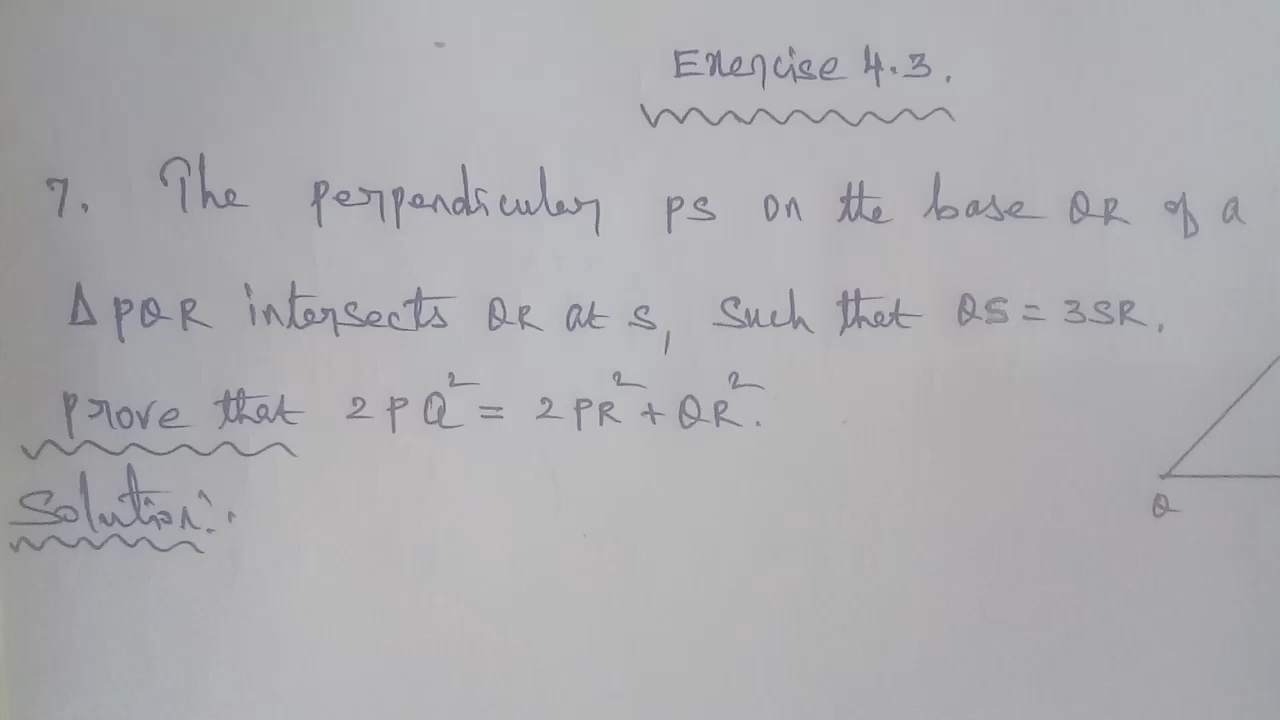 Exercise 4.3.
7. The perpendicular PS on the base QR of a
Δ PQR intersects QR at S, Such that QS = 3SR.
Prove that 2PQ² = 2PR² + QR².
Solution:
Q